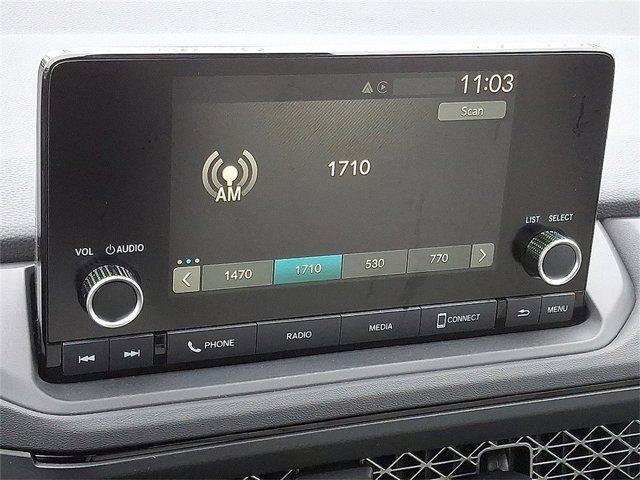 11:03
Scan
1710
AM
VOL AUDIO
LIST SELECT
1470 1710 530 770
PHONE RADIO MEDIA CONNECT MENU